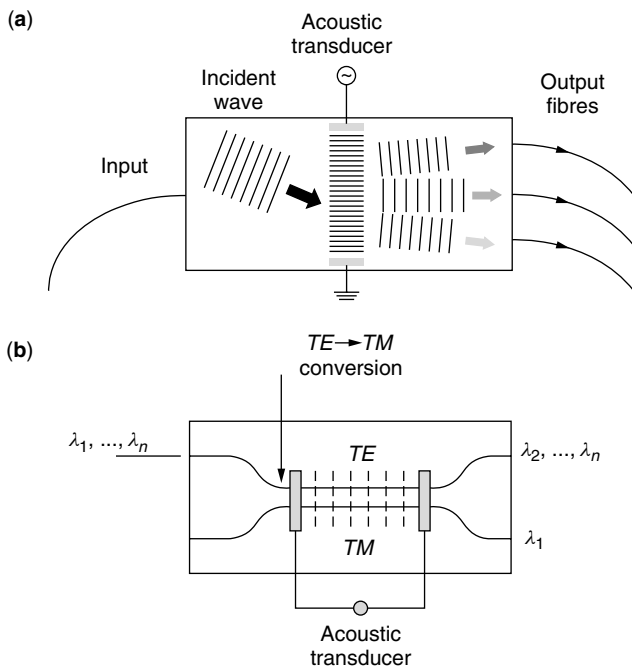 (a)
Acoustic
transducer
Incident
wave
Output
fibres
Input
~
(b)
TE→TM
conversion
λ1, ..., λn
TE
λ2, ..., λn
TM
λ1
Acoustic
transducer